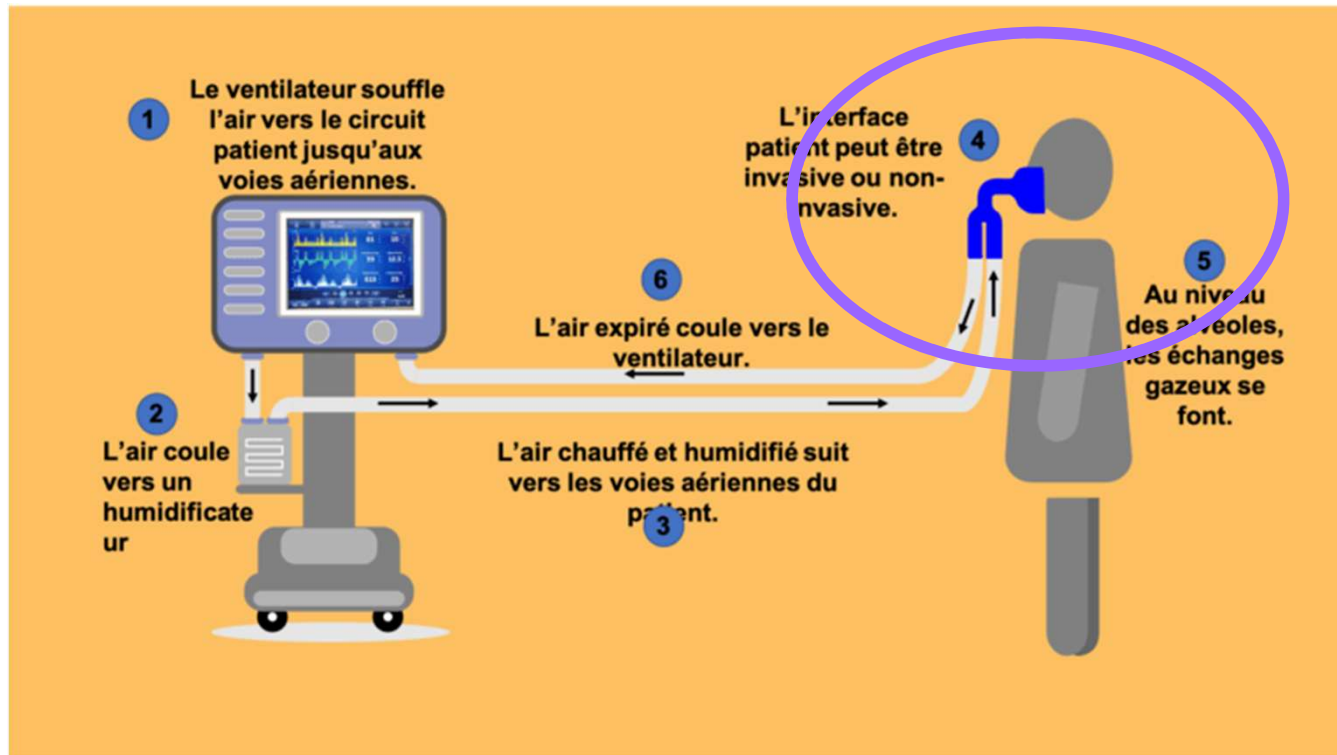 1
Le ventilateur souffle
l'air vers le circuit
patient jusqu'aux
voies aériennes.
2
L'air coule
vers un
humidificate
ur
L'air chauffé et humidifié suit
vers les voies aériennes du
patient.
3
4
L'interface
patient peut être
invasive ou non-
invasive.
5
Au niveau
des alvéoles,
les échanges
gazeux se
font.
6
L'air expiré coule vers le
ventilateur.